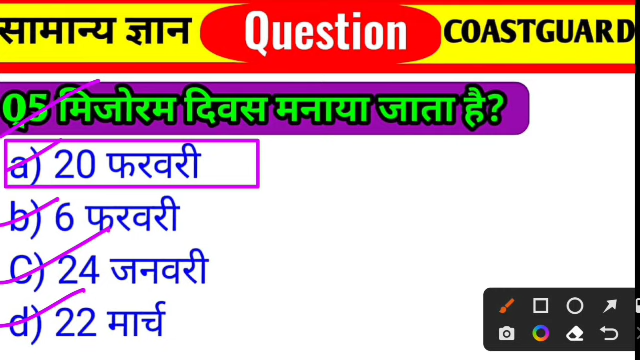 सामान्य ज्ञान Question COASTGUARD
Q5 मिजोरम दिवस मनाया जाता है?
a) 20 फरवरी
b) 6 फरवरी
C) 24 जनवरी
d) 22 मार्च